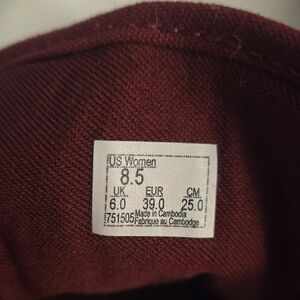 US Women
8.5
UK EUR CM
6.0 39.0 25.0
751505 Made in Cambodia
Fabrique au Cambodge